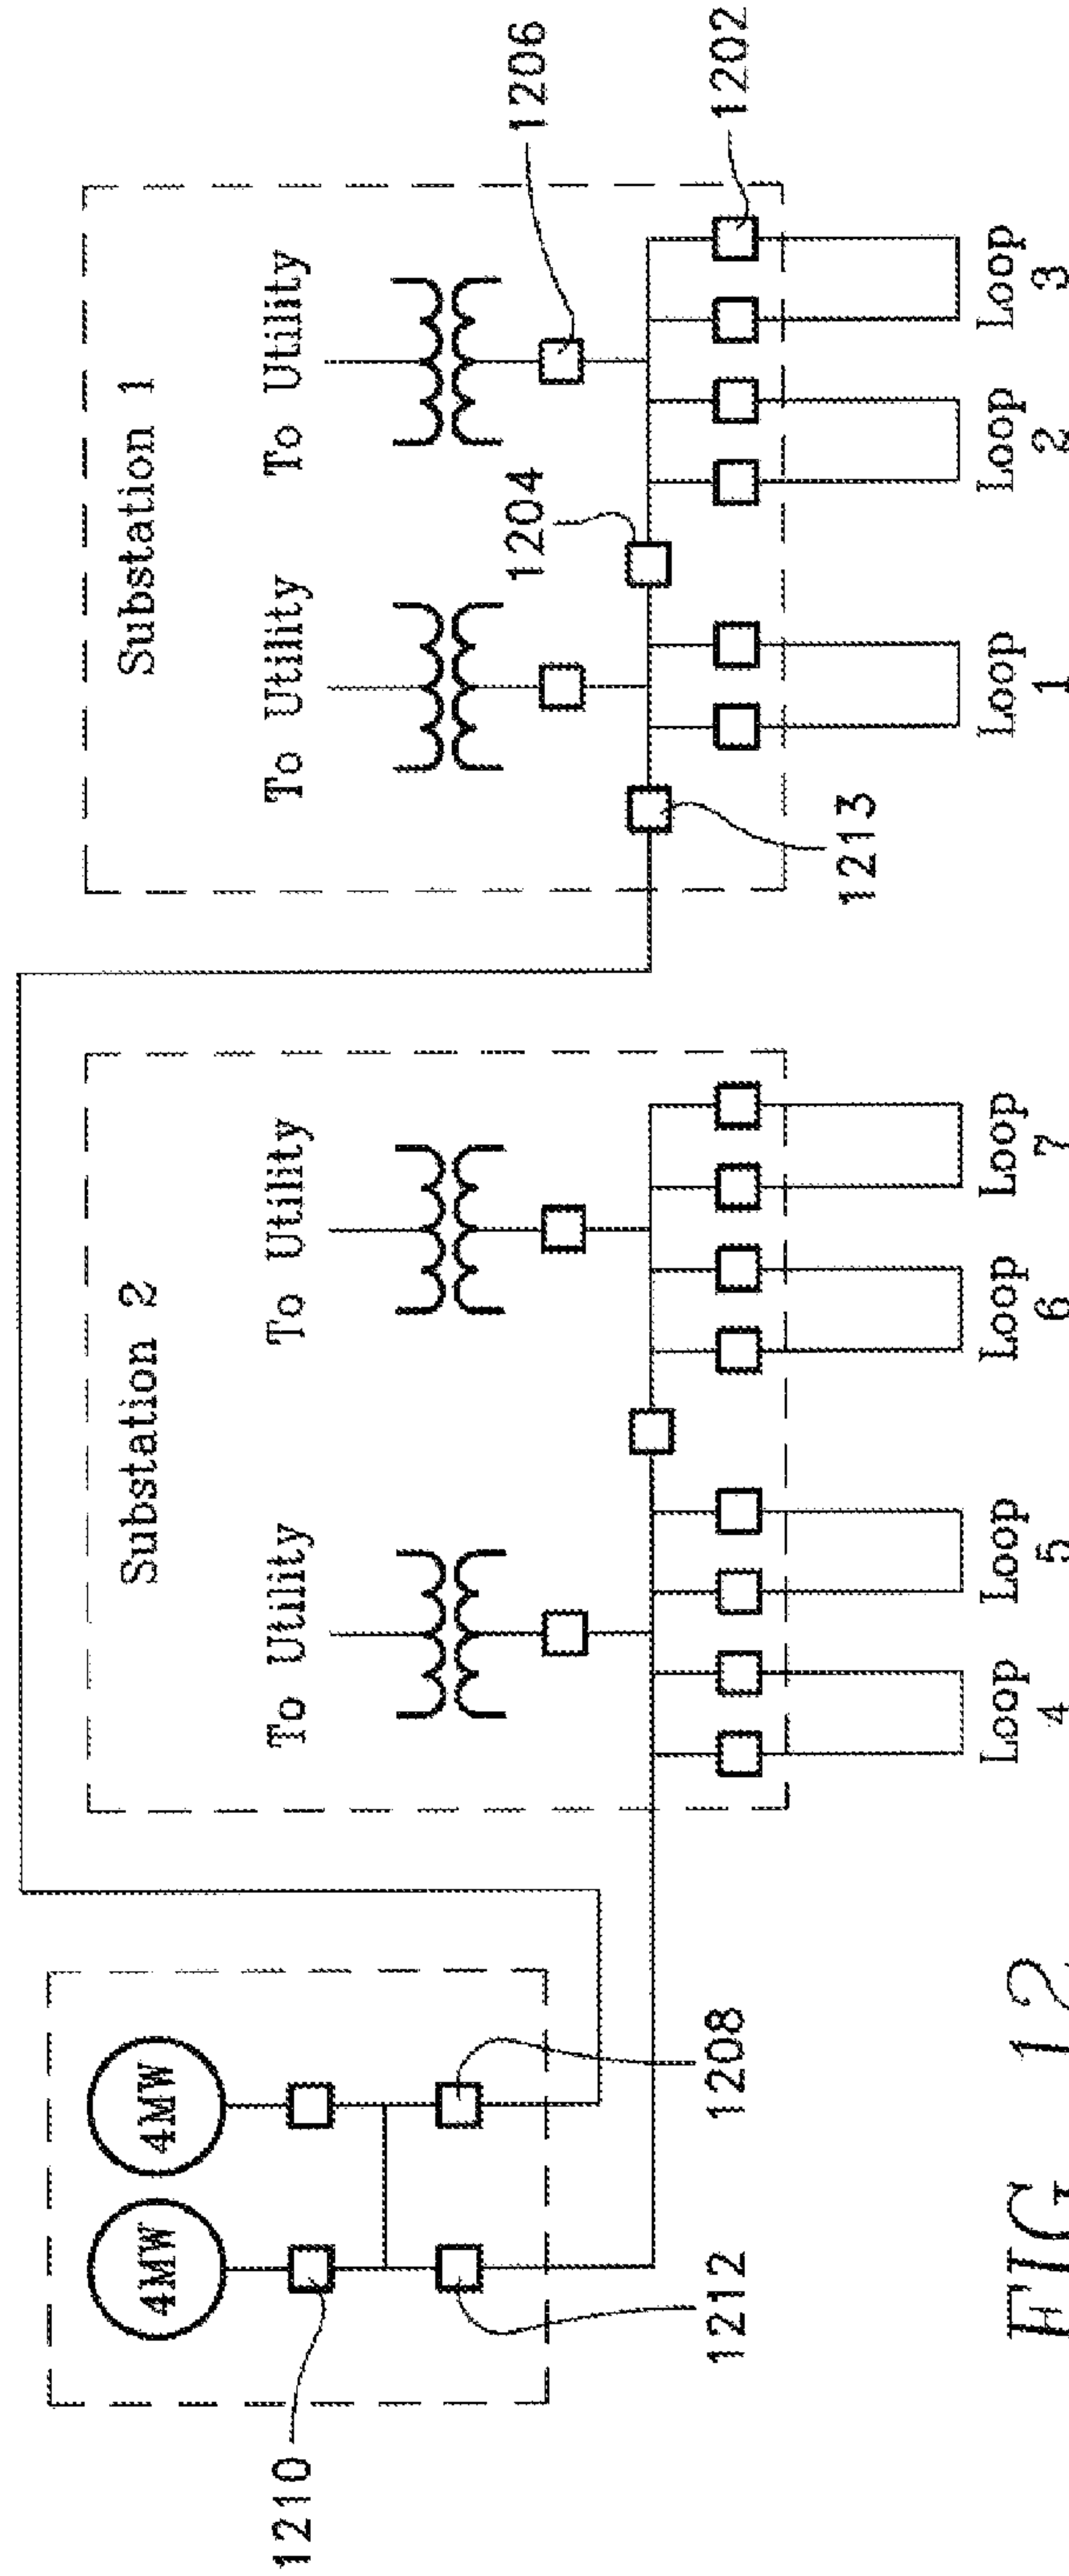 4MW
4MW
1210
1212
1208
Substation 2
To Utility
To Utility
Loop
4
Loop
5
Loop
6
Loop
7
Substation 1
To Utility
To Utility
1204
1206
1213
1202
Loop
1
Loop
2
Loop
3
FIG. 12